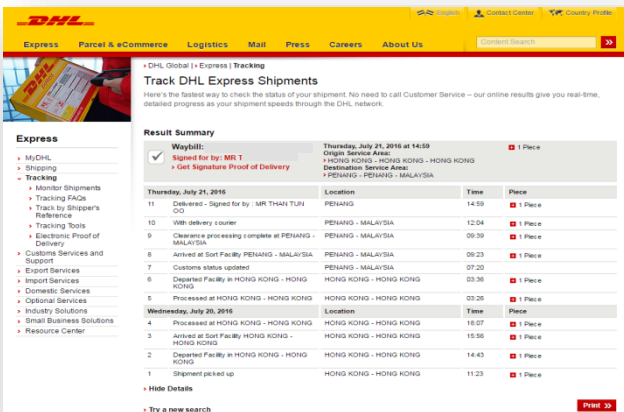 DHL
English Contact Center Country Profile
Express Parcel & eCommerce Logistics Mail Press Careers About Us Content Search
DHL Global | Express | Tracking
Track DHL Express Shipments
Here's the fastest way to check the status of your shipment. No need to call Customer Service – our online results give you real-time,
detailed progress as your shipment speeds through the DHL network.
Express
MyDHL
Shipping
Tracking
Monitor Shipments
Tracking FAQs
Track by Shipper's
Reference
Tracking Tools
Electronic Proof of
Delivery
Customs Services and
Support
Export Services
Import Services
Domestic Services
Optional Services
Industry Solutions
Small Business Solutions
Resource Center
Result Summary
Waybill:
Signed for by: MR T
Get Signature Proof of Delivery
Thursday, July 21, 2016 at 14:59
Origin Service Area:
HONG KONG - HONG KONG - HONG KONG
Destination Service Area:
PENANG - PENANG - MALAYSIA
1 Piece
Thursday, July 21, 2016 Location Time Piece
11 Delivered - Signed for by : MR THAN TUN PENANG 14:59 1 Piece
OO
10 With delivery courier PENANG - MALAYSIA 12:04 1 Piece
9 Clearance processing complete at PENANG - PENANG - MALAYSIA 09:39 1 Piece
MALAYSIA
8 Arrived at Sort Facility PENANG - MALAYSIA PENANG - MALAYSIA 09:23 1 Piece
7 Customs status updated PENANG - MALAYSIA 07:20
6 Departed Facility in HONG KONG - HONG HONG KONG - HONG KONG 03:36 1 Piece
KONG
5 Processed at HONG KONG - HONG KONG HONG KONG - HONG KONG 03:26 1 Piece
Wednesday, July 20, 2016 Location Time Piece
4 Processed at HONG KONG - HONG KONG HONG KONG - HONG KONG 18:07 1 Piece
3 Arrived at Sort Facility HONG KONG - HONG KONG - HONG KONG 15:56 1 Piece
HONG KONG
2 Departed Facility in HONG KONG - HONG HONG KONG - HONG KONG 14:43 1 Piece
KONG
1 Shipment picked up HONG KONG - HONG KONG 11:23 1 Piece
Hide Details
Try a new search
Print